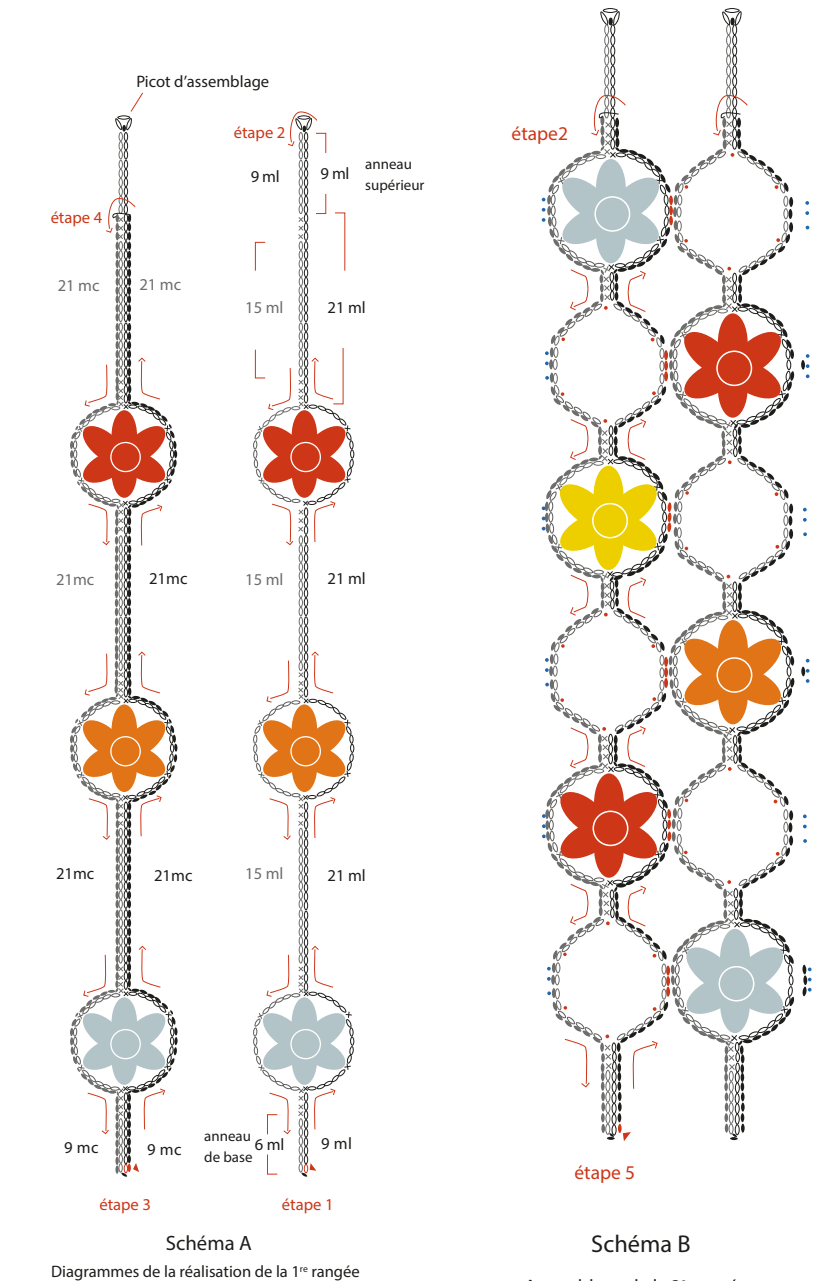 Picot d'assemblage
étape 2
9 ml
9 ml
anneau
supérieur
étape 4
21 mc
21 mc
15 ml
21 ml
21mc
21mc
15 ml
21 ml
21mc
21mc
15 ml
21 ml
9 mc
9 mc
anneau
de base
6 ml
9 ml
étape 3
étape 1
Schéma A
Diagrammes de la réalisation de la 1re rangée
étape2
étape 5
Schéma B